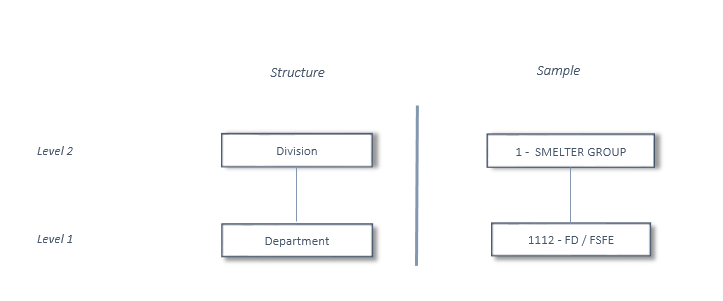 Structure
Sample
Level 2
Division
1 - SMELTER GROUP
Level 1
Department
1112 - FD / FSFE